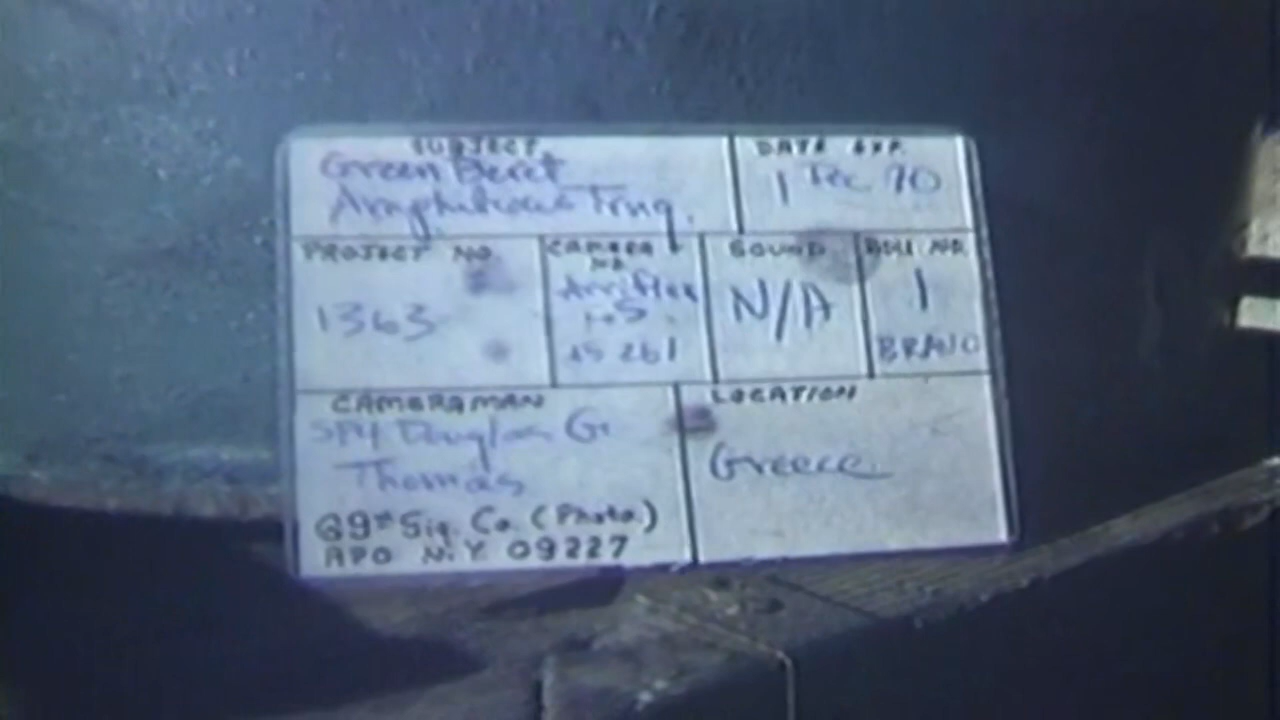 SUBJECT
Green Beret
Amphibious Trng.
DATE EXP.
1 Dec 70
PROJECT NO.
1363
CAMERA
NO.
Arriflex
SOUND
N/A
ROLL NO.
1
BRAVO
CAMERAMAN
SP4 Douglas G.
Thomas
69th Sig. Co. (Photo)
APO N.Y. 09227
LOCATION
Greece